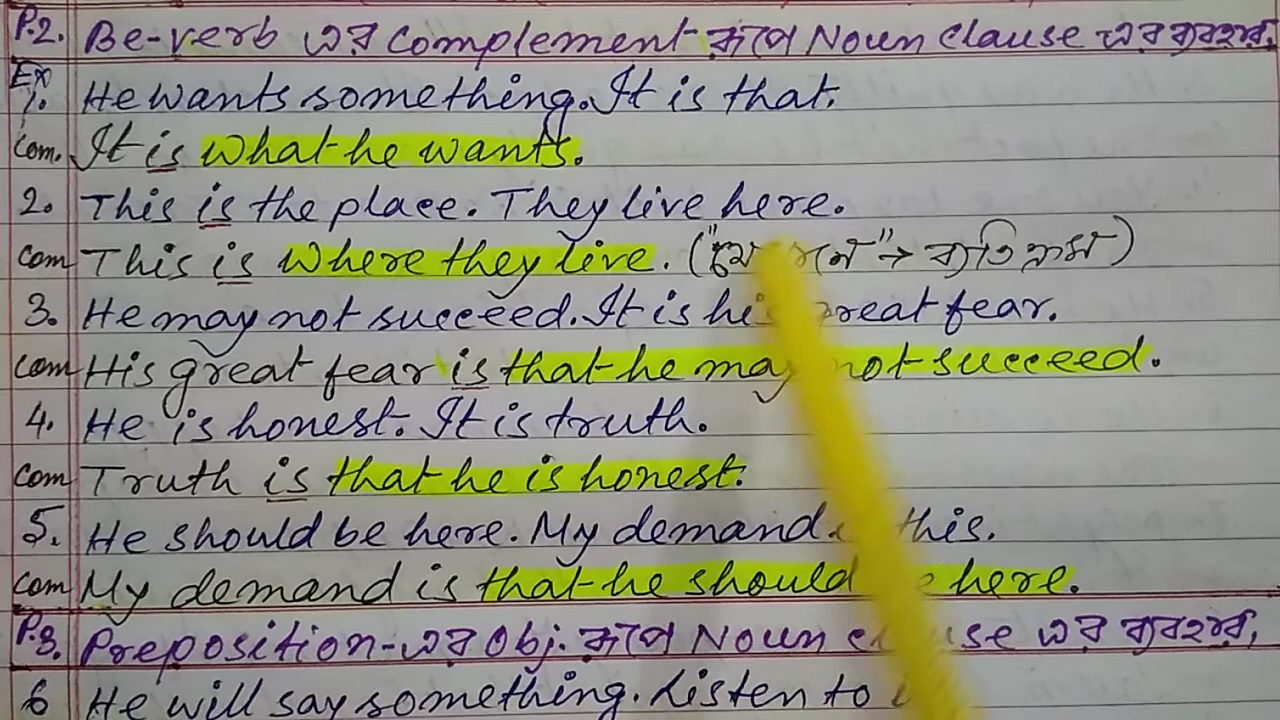 P.2. Be-verb এর complement রূপে Noun clause এর ব্যবহার,
Ex
1. He wants something. It is that.
Com. It is what he wants.
2. This is the place. They live here.
Com This is where they live. ( → ব্যতিক্রম)
3. He may not succeed. It is his great fear.
Com His great fear is that he may not succeed.
4. He is honest. It is truth.
Com Truth is that he is honest.
5. He should be here. My demand this.
Com My demand is that he should here.
P.3. Preposition-এর Obj. রূপে Noun clause এর ব্যবহার,
6 He will say something. Listen to